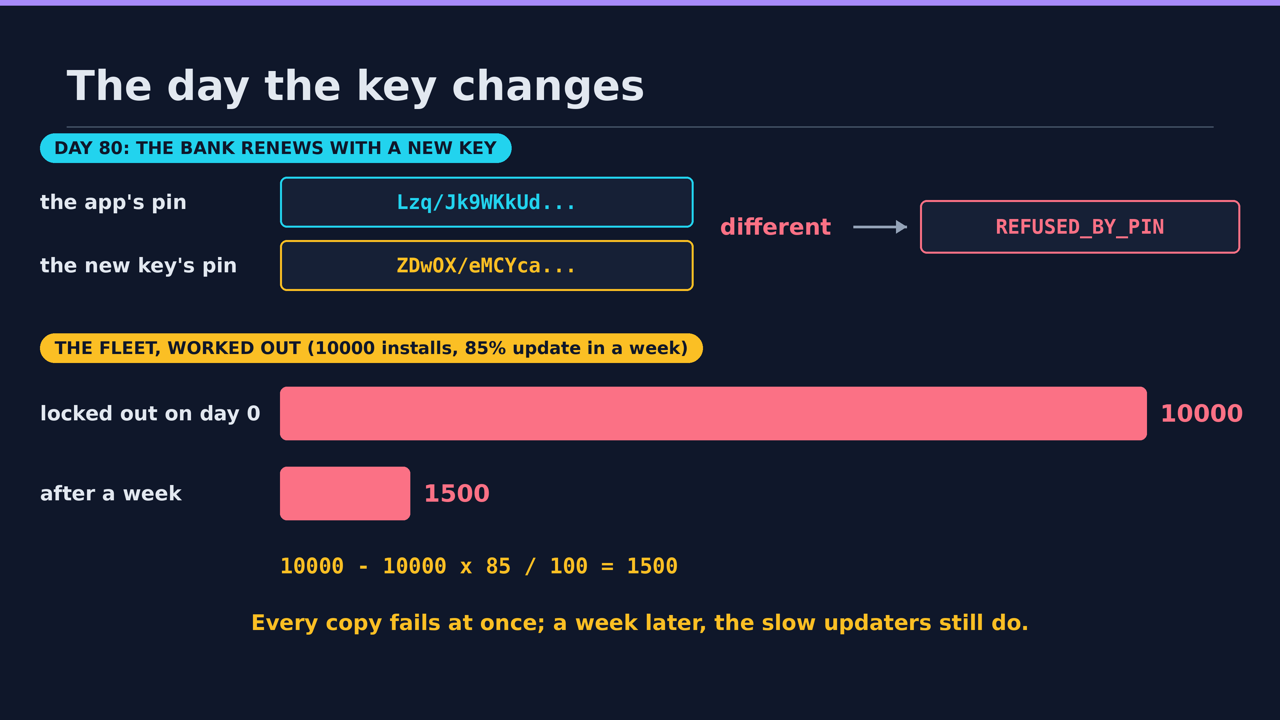 The day the key changes
DAY 80: THE BANK RENEWS WITH A NEW KEY
the app's pin
Lzq/Jk9WKkUd...
the new key's pin
ZDwOX/eMCYca...
different
REFUSED_BY_PIN
THE FLEET, WORKED OUT (10000 installs, 85% update in a week)
locked out on day 0
10000
after a week
1500
10000 - 10000 x 85 / 100 = 1500
Every copy fails at once; a week later, the slow updaters still do.